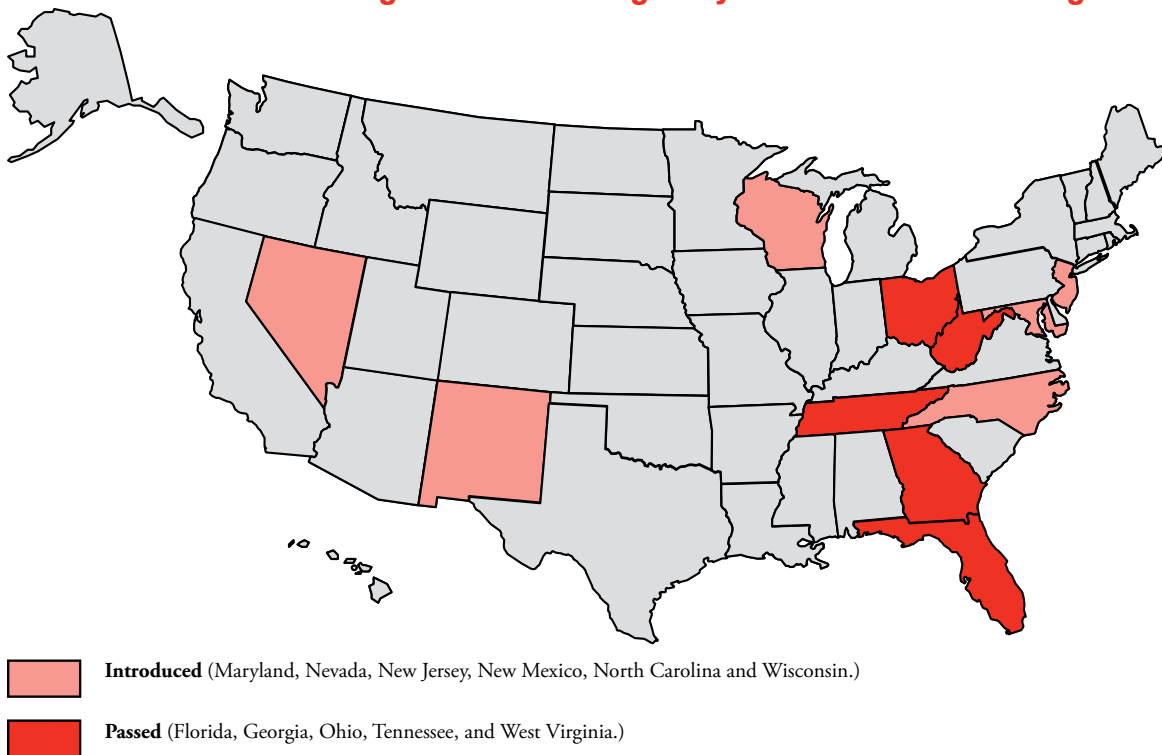 Introduced (Maryland, Nevada, New Jersey, New Mexico, North Carolina and Wisconsin.)
Passed (Florida, Georgia, Ohio, Tennessee, and West Virginia.)